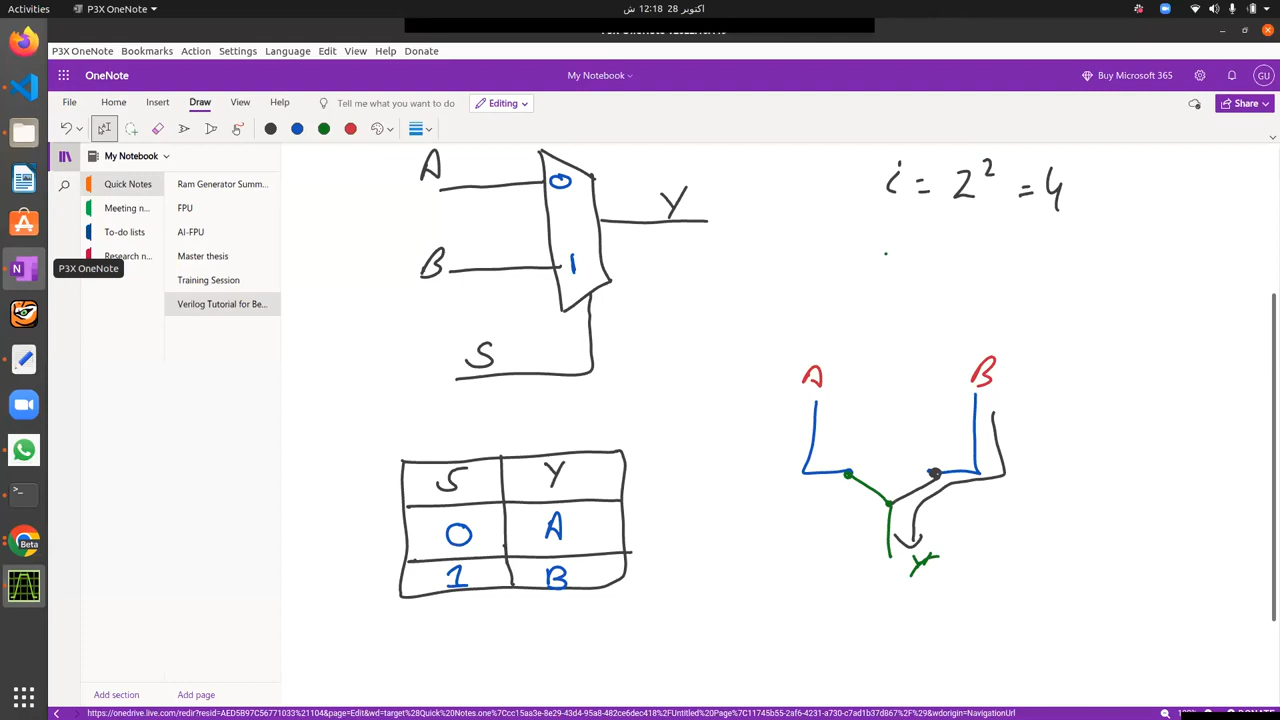 Activities
P3X OneNote
اکتوبر 28 12:18 ش
P3X OneNote Bookmarks Action Settings Language Edit View Help Donate
OneNote
My Notebook
Buy Microsoft 365
GU
File Home Insert Draw View Help
Tell me what you want to do
Editing
Share
My Notebook
Quick Notes
Meeting n...
To-do lists
Research n...
P3X OneNote
Ram Generator Summ...
FPU
AI-FPU
Master thesis
Training Session
Verilog Tutorial for Be...
A
0
Y
B
1
S
i = 2² = 4
S Y
0 A
1 B
A B
Y
Add section
Add page